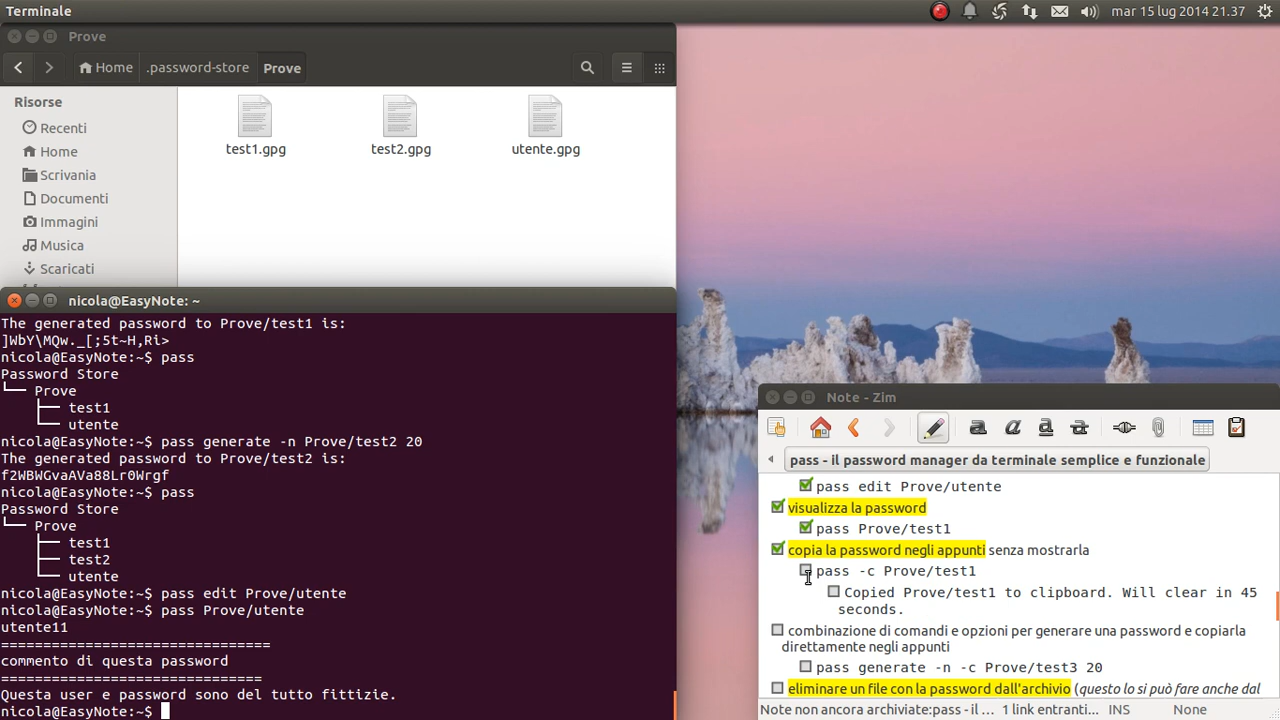 Terminale
mar 15 lug 2014 21.37
Prove
Home
.password-store
Prove
Risorse
Recenti
Home
Scrivania
Documenti
Immagini
Musica
Scaricati
test1.gpg
test2.gpg
utente.gpg
nicola@EasyNote: ~
The generated password to Prove/test1 is:
]WbY\MQw._[;5t~H,Ri>
nicola@EasyNote:~$ pass
Password Store
└── Prove
├── test1
└── utente
nicola@EasyNote:~$ pass generate -n Prove/test2 20
The generated password to Prove/test2 is:
f2WBWGvaAVa88Lr0Wrgf
nicola@EasyNote:~$ pass
Password Store
└── Prove
├── test1
├── test2
└── utente
nicola@EasyNote:~$ pass edit Prove/utente
nicola@EasyNote:~$ pass Prove/utente
utente11
================================
commento di questa password
===============================
Questa user e password sono del tutto fittizie.
nicola@EasyNote:~$
Note - Zim
pass - il password manager da terminale semplice e funzionale
pass edit Prove/utente
visualizza la password
pass Prove/test1
copia la password negli appunti senza mostrarla
pass -c Prove/test1
Copied Prove/test1 to clipboard. Will clear in 45
seconds.
combinazione di comandi e opzioni per generare una password e copiarla
direttamente negli appunti
pass generate -n -c Prove/test3 20
eliminare un file con la password dall'archivio (questo lo si può fare anche dal
Note non ancora archiviate:pass - il ... 1 link entranti... INS None